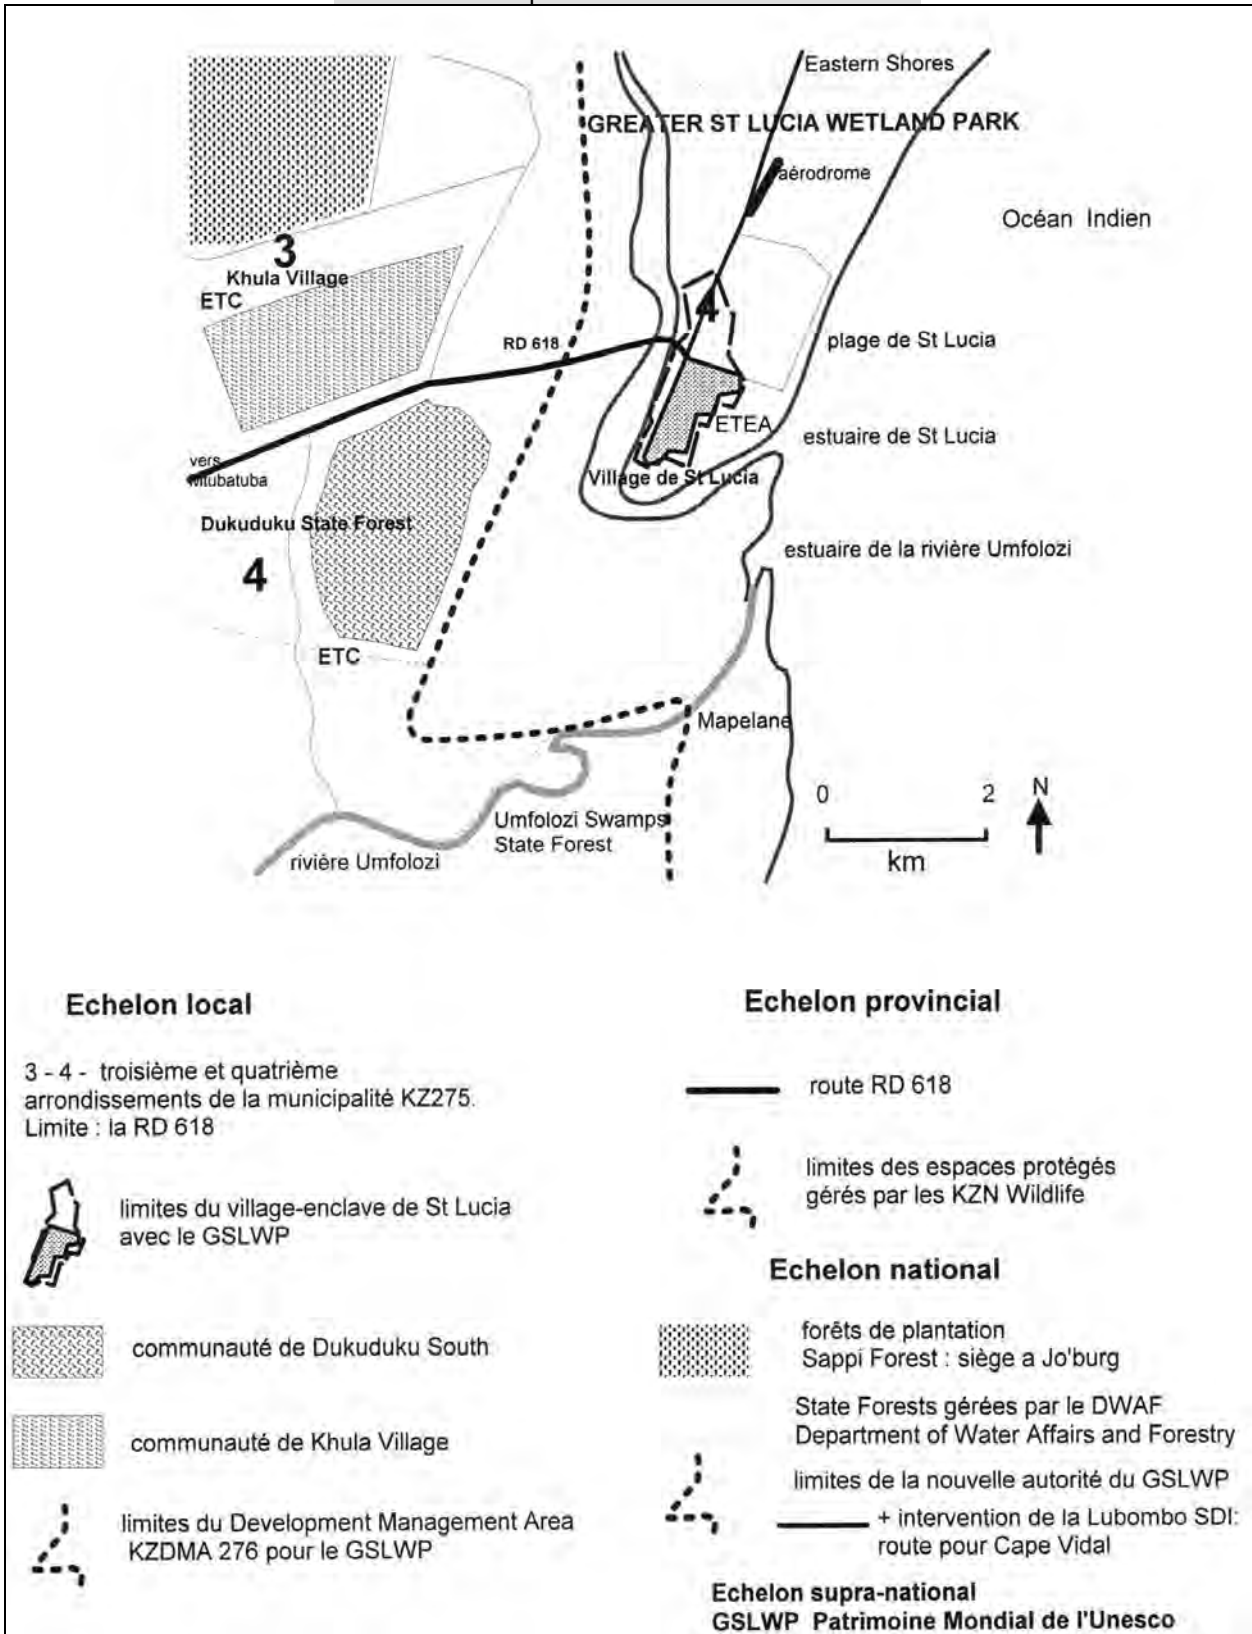 Eastern Shores
GREATER ST LUCIA WETLAND PARK
aérodrome
Océan Indien
3
Khula Village
ETC
4
RD 618
plage de St Lucia
ETEA
estuaire de St Lucia
vers
Mtubatuba
Village de St Lucia
Dukuduku State Forest
estuaire de la rivière Umfolozi
4
ETC
Mapelane
0 2 N
km
Umfolozi Swamps
State Forest
rivière Umfolozi
Echelon local
3 - 4 - troisième et quatrième
arrondissements de la municipalité KZ275.
Limite : la RD 618
limites du village-enclave de St Lucia
avec le GSLWP
communauté de Dukuduku South
communauté de Khula Village
limites du Development Management Area
KZDMA 276 pour le GSLWP
Echelon provincial
route RD 618
limites des espaces protégés
gérés par les KZN Wildlife
Echelon national
forêts de plantation
Sappi Forest : siège a Jo'burg
State Forests gérées par le DWAF
Department of Water Affairs and Forestry
limites de la nouvelle autorité du GSLWP
+ intervention de la Lubombo SDI:
route pour Cape Vidal
Echelon supra-national
GSLWP Patrimoine Mondial de l'Unesco